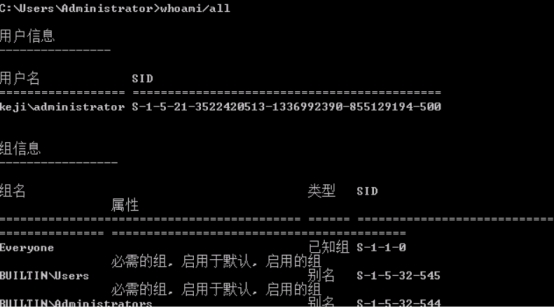 C:\Users\Administrator>whoami/all
用户信息
----------------
用户名 SID
================== ============================================
keji\administrator S-1-5-21-3522420513-1336992390-855129194-500
组信息
-----------------
组名 类型 SID
属性
========================================== ====== ============================
=============== ========================================
Everyone 已知组 S-1-1-0
必需的组, 启用于默认, 启用的组
BUILTIN\Users 别名 S-1-5-32-545
必需的组, 启用于默认, 启用的组
BUILTIN\Administrators 别名 S-1-5-32-544